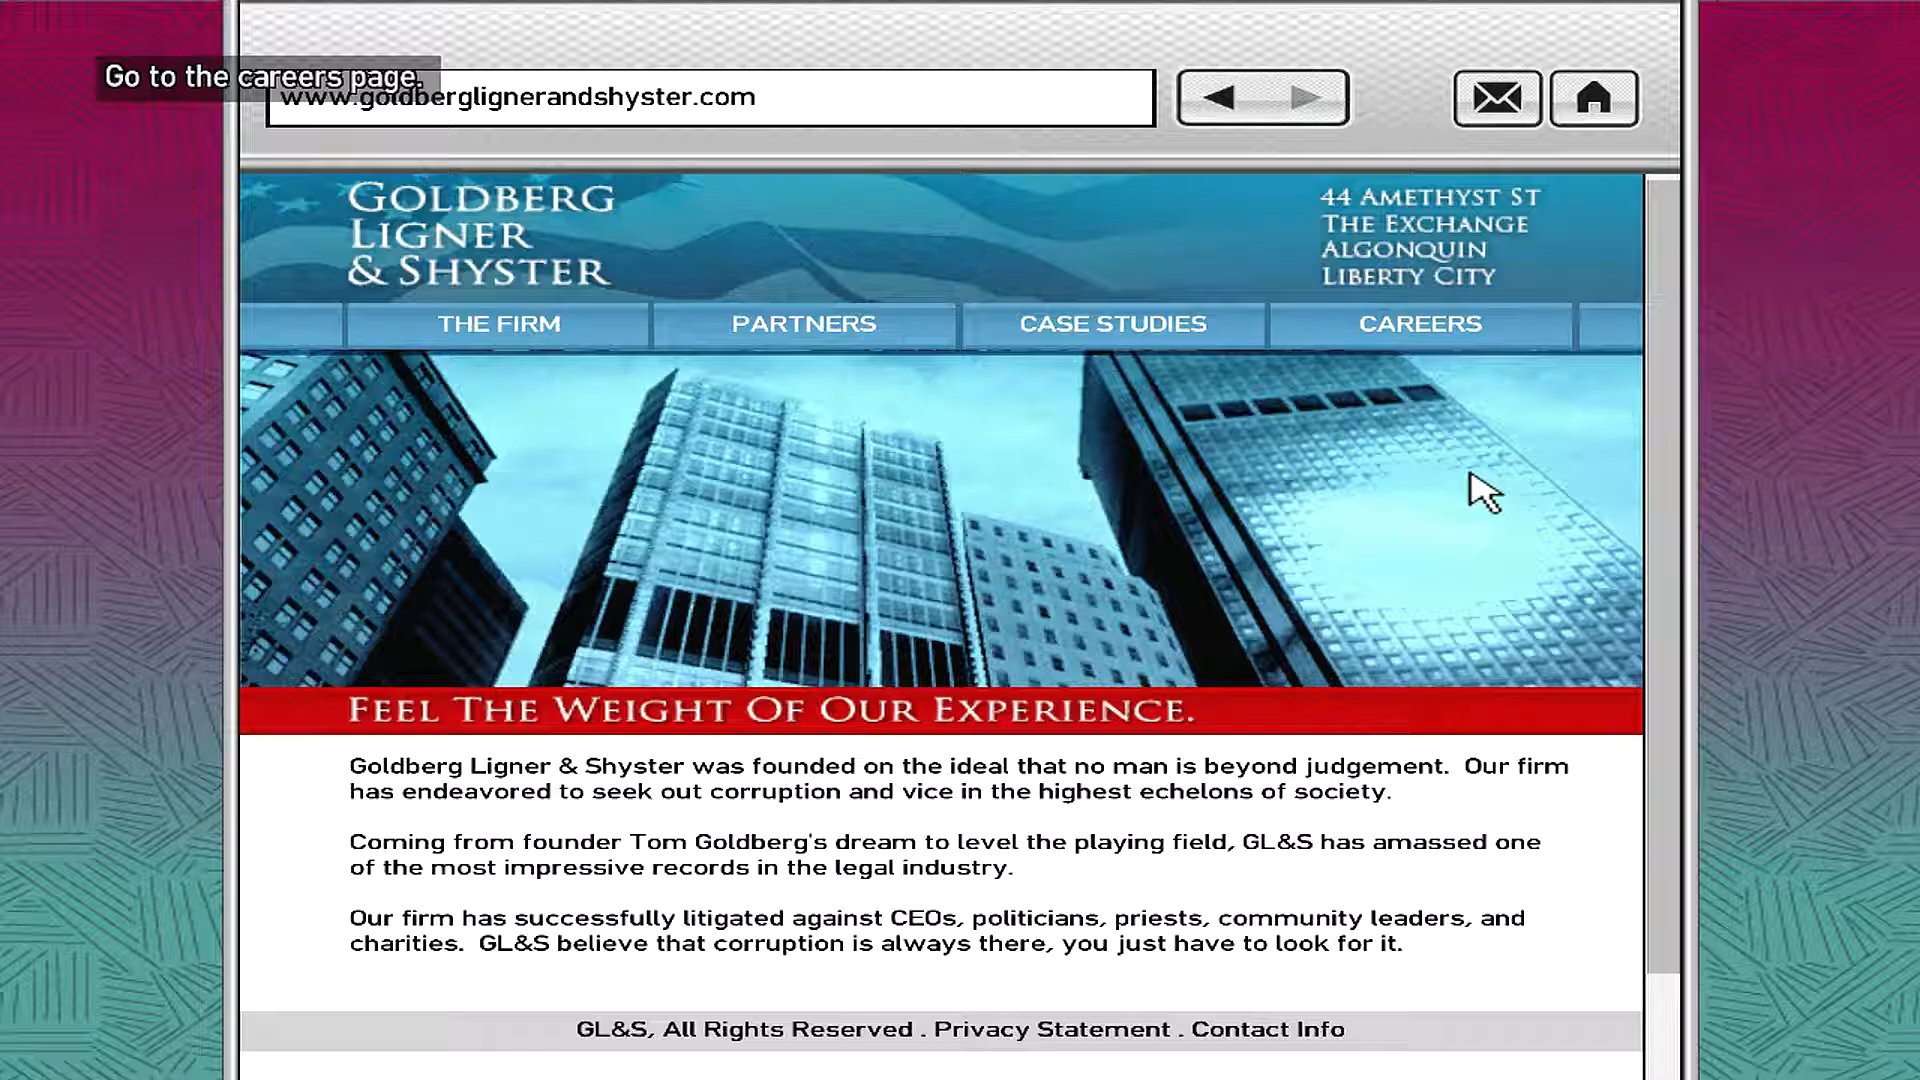 Go to the careers page.
www.goldberglignerandshyster.com
GOLDBERG
LIGNER
& SHYSTER
44 AMETHYST ST
THE EXCHANGE
ALGONQUIN
LIBERTY CITY
THE FIRM
PARTNERS
CASE STUDIES
CAREERS
FEEL THE WEIGHT OF OUR EXPERIENCE.
Goldberg Ligner & Shyster was founded on the ideal that no man is beyond judgement. Our firm
has endeavored to seek out corruption and vice in the highest echelons of society.
Coming from founder Tom Goldberg's dream to level the playing field, GL&S has amassed one
of the most impressive records in the legal industry.
Our firm has successfully litigated against CEOs, politicians, priests, community leaders, and
charities. GL&S believe that corruption is always there, you just have to look for it.
GL&S, All Rights Reserved . Privacy Statement . Contact Info